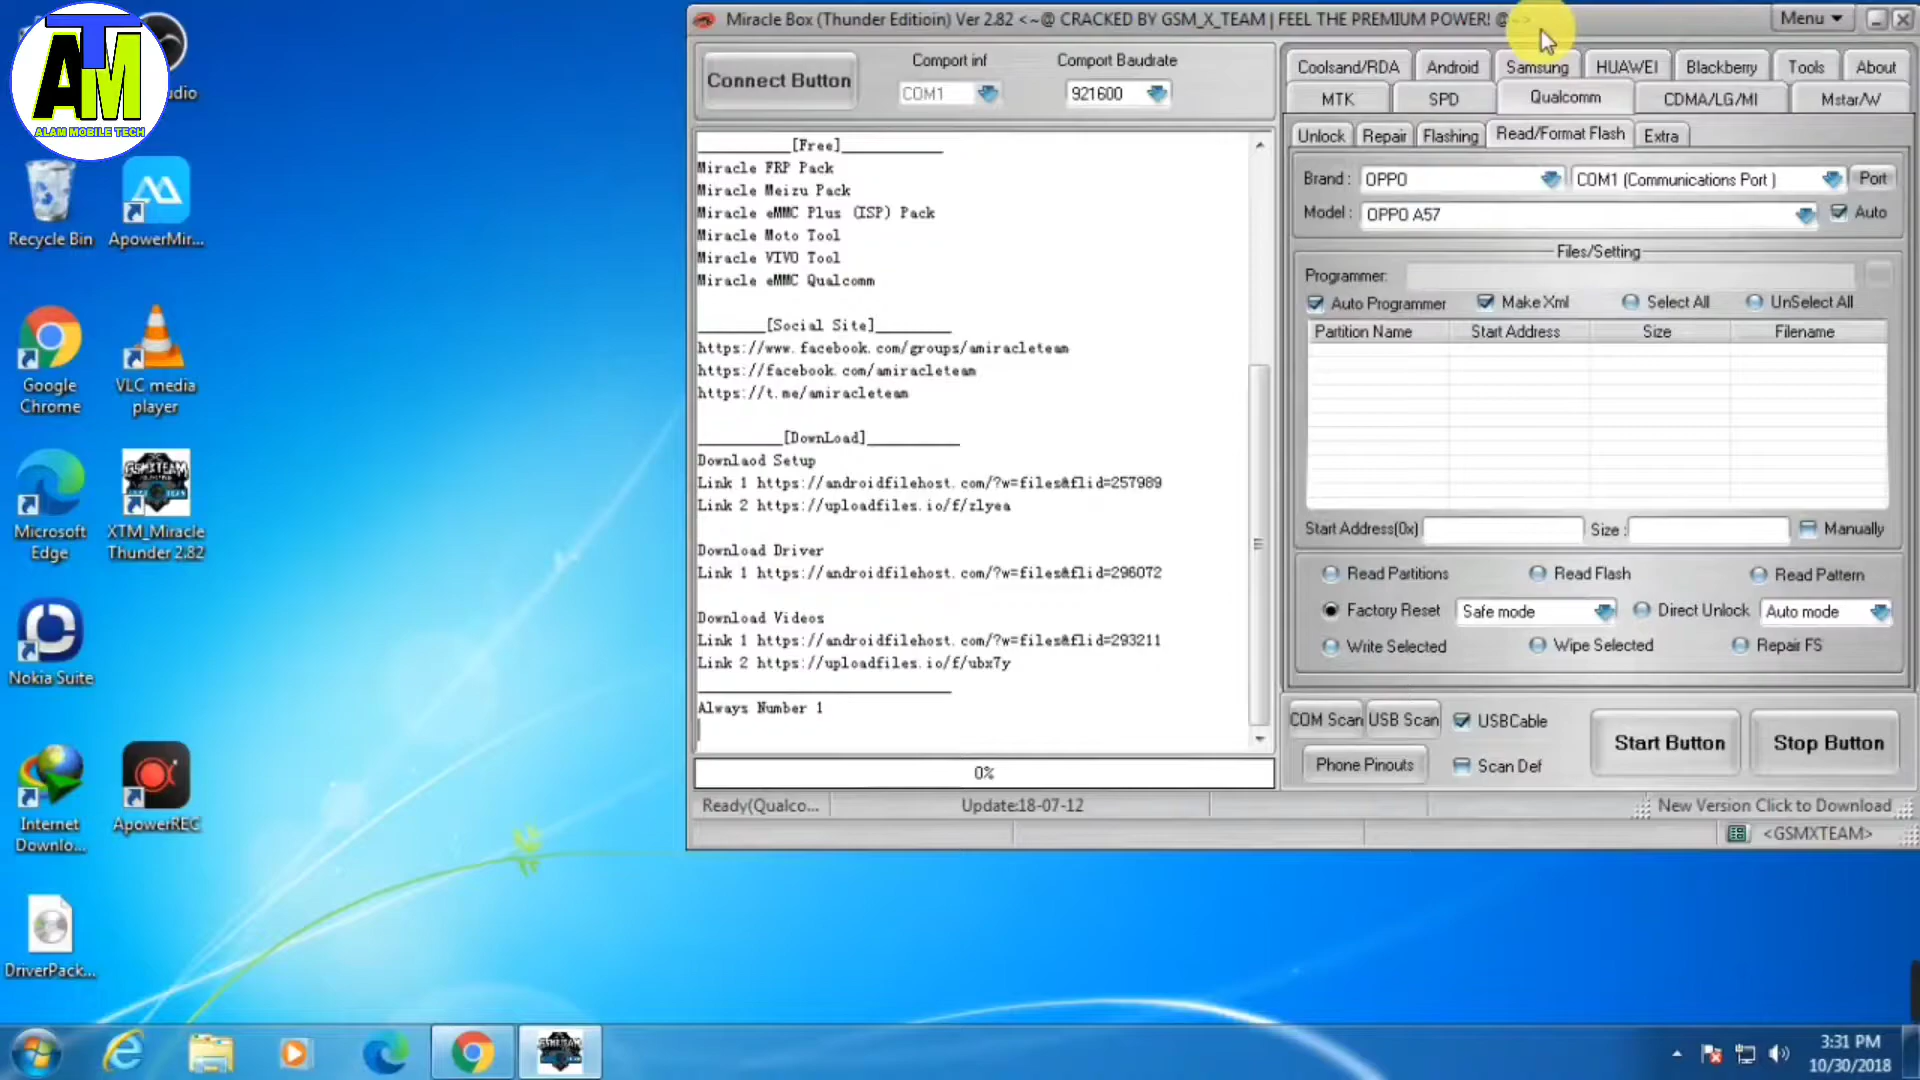 ATM
ALAM MOBILE TECH
udio
Recycle Bin
ApowerMir...
Google Chrome
VLC media player
Microsoft Edge
XTM_Miracle Thunder 2.82
Nokia Suite
Internet Downlo...
ApowerREC
DriverPack...
Miracle Box (Thunder Editioin) Ver 2.82 <~@ CRACKED BY GSM_X_TEAM | FEEL THE PREMIUM POWER! @~>
Menu
Connect Button
Comport inf
COM1
Comport Baudrate
921600
[Free]
Miracle FRP Pack
Miracle Meizu Pack
Miracle eMMC Plus (ISP) Pack
Miracle Moto Tool
Miracle VIVO Tool
Miracle eMMC Qualcomm
[Social Site]
https://www.facebook.com/groups/amiracleteam
https://facebook.com/amiracleteam
https://t.me/amiracleteam
[DownLoad]
Downlaod Setup
Link 1 https://androidfilehost.com/?w=files&flid=257989
Link 2 https://uploadfiles.io/f/zlyea
Download Driver
Link 1 https://androidfilehost.com/?w=files&flid=296072
Download Videos
Link 1 https://androidfilehost.com/?w=files&flid=293211
Link 2 https://uploadfiles.io/f/ubx7y
Always Number 1
0%
Ready(Qualco...
Update:18-07-12
New Version Click to Download
<GSMXTEAM>
Coolsand/RDA Android Samsung HUAWEI Blackberry Tools About
MTK SPD Qualcomm CDMA/LG/MI Mstar/W
Unlock Repair Flashing Read/Format Flash Extra
Brand : OPPO COM1 (Communications Port ) Port
Model : OPPO A57 Auto
Files/Setting
Programmer:
Auto Programmer Make Xml Select All UnSelect All
Partition Name Start Address Size Filename
Start Address(0x) Size : Manually
Read Partitions Read Flash Read Pattern
Factory Reset Safe mode Direct Unlock Auto mode
Write Selected Wipe Selected Repair FS
COM Scan USB Scan USBCable
Phone Pinouts Scan Def
Start Button Stop Button
3:31 PM
10/30/2018